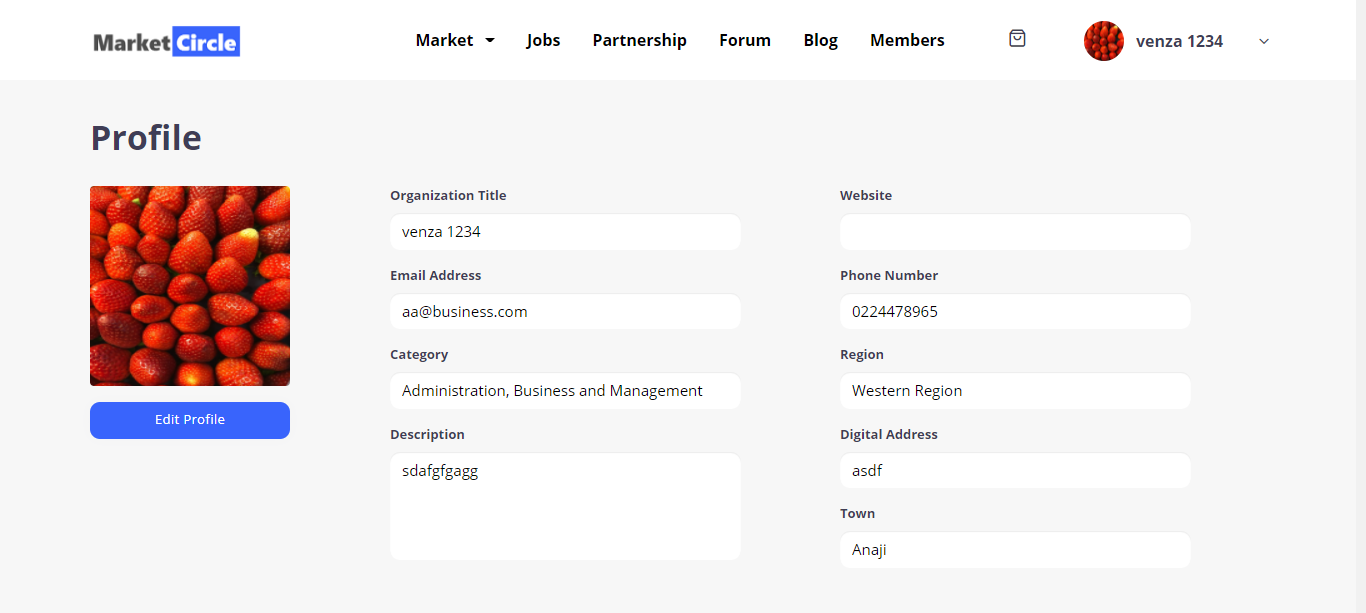 Market Circle
Market
Jobs
Partnership
Forum
Blog
Members
venza 1234
Profile
Edit Profile
Organization Title
venza 1234
Email Address
aa@business.com
Category
Administration, Business and Management
Description
sdafgfgagg
Website
Phone Number
0224478965
Region
Western Region
Digital Address
asdf
Town
Anaji